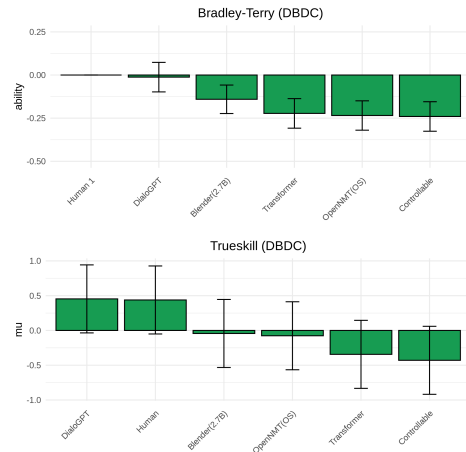 Bradley-Terry (DBDC)
0.25
0.00
-0.25
-0.50
ability
Human 1
DialoGPT
Blender(2.7B)
Transformer
OpenNMT(OS)
Controllable
Trueskill (DBDC)
1.0
0.5
0.0
-0.5
-1.0
mu
DialoGPT
Human
Blender(2.7B)
OpenNMT(OS)
Transformer
Controllable